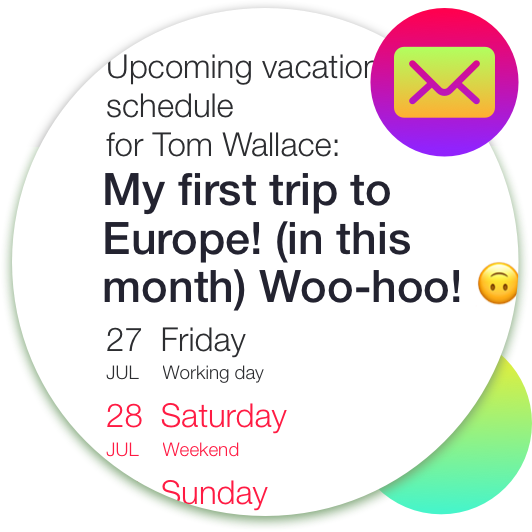 Upcoming vacation
schedule
for Tom Wallace:
My first trip to
Europe! (in this
month) Woo-hoo! 🙃
27 Friday
JUL Working day
28 Saturday
JUL Weekend
Sunday